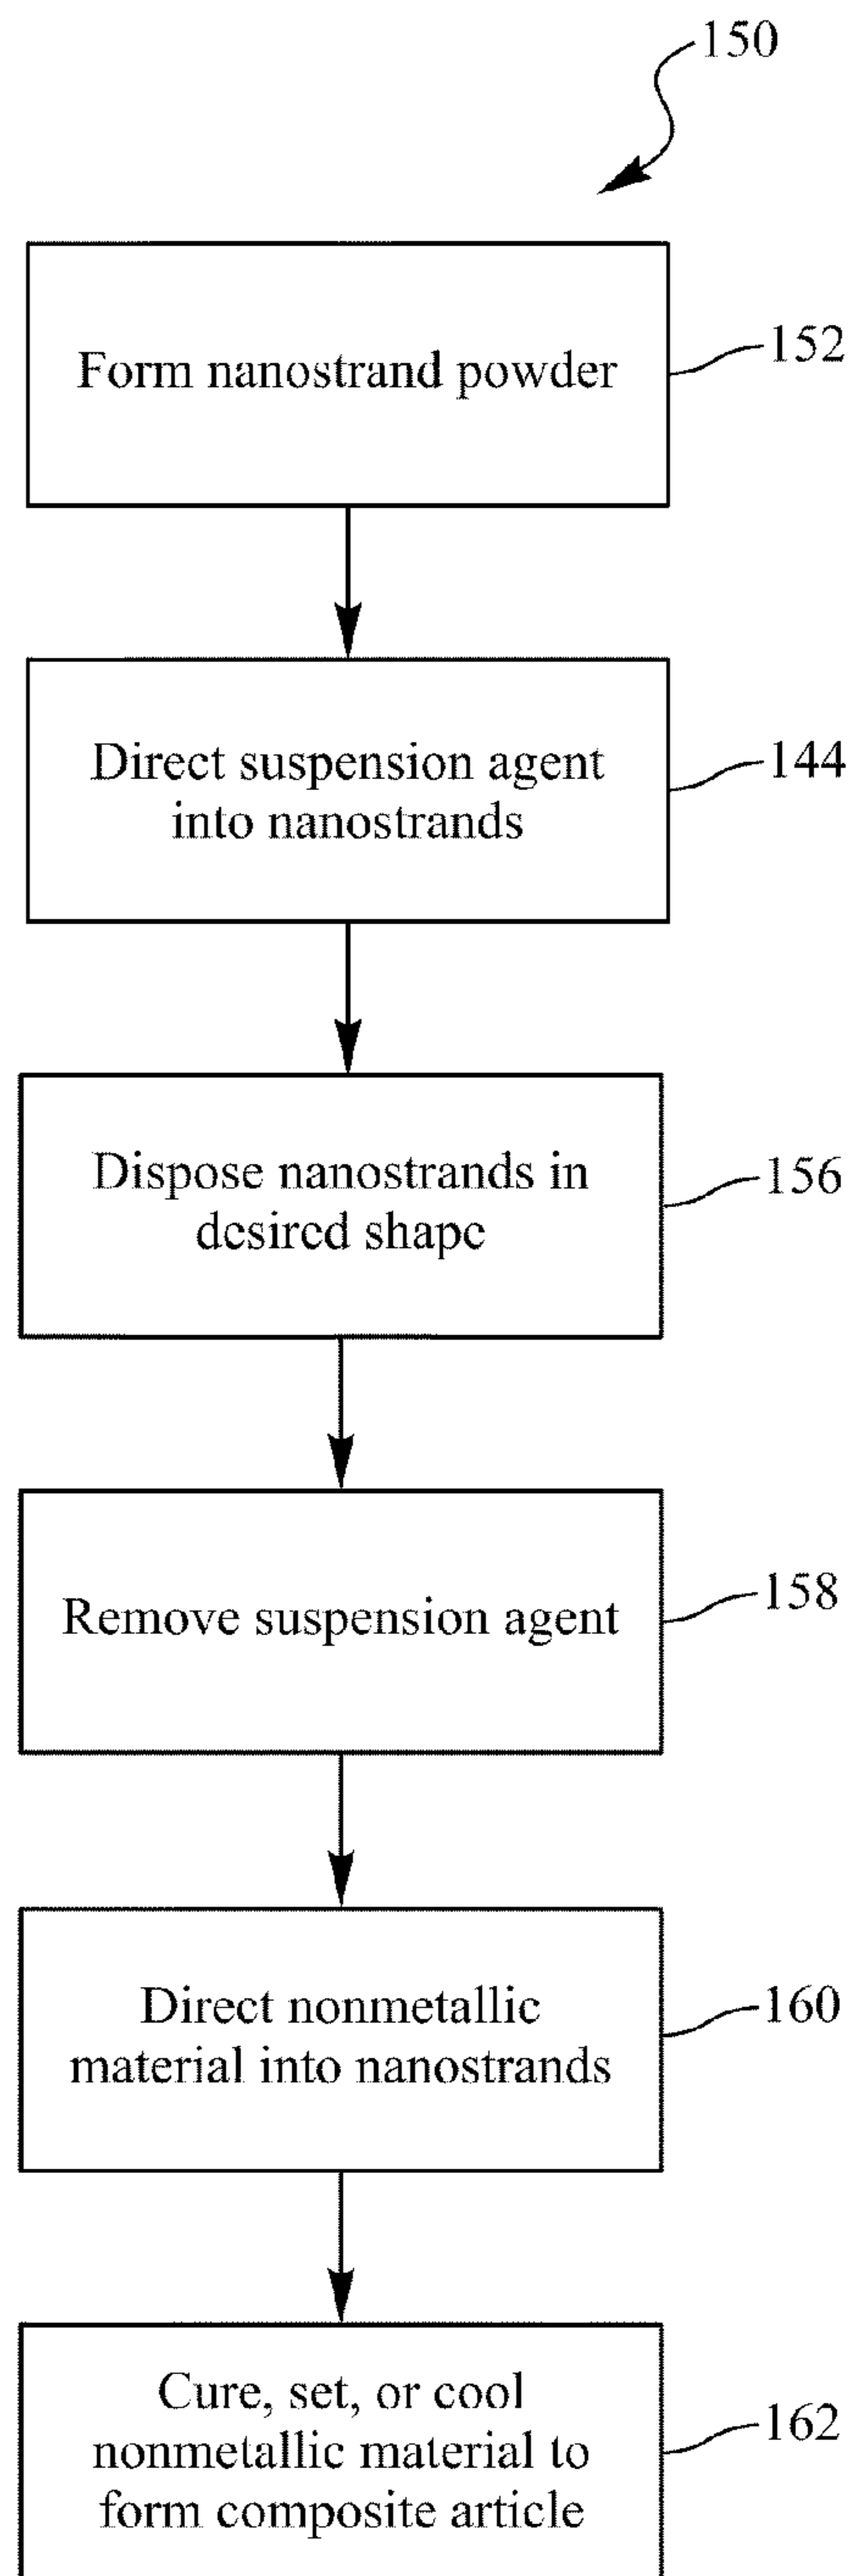 150
Form nanostrand powder
152
Direct suspension agent
into nanostrands
144
Dispose nanostrands in
desired shape
156
Remove suspension agent
158
Direct nonmetallic
material into nanostrands
160
Cure, set, or cool
nonmetallic material to
form composite article
162